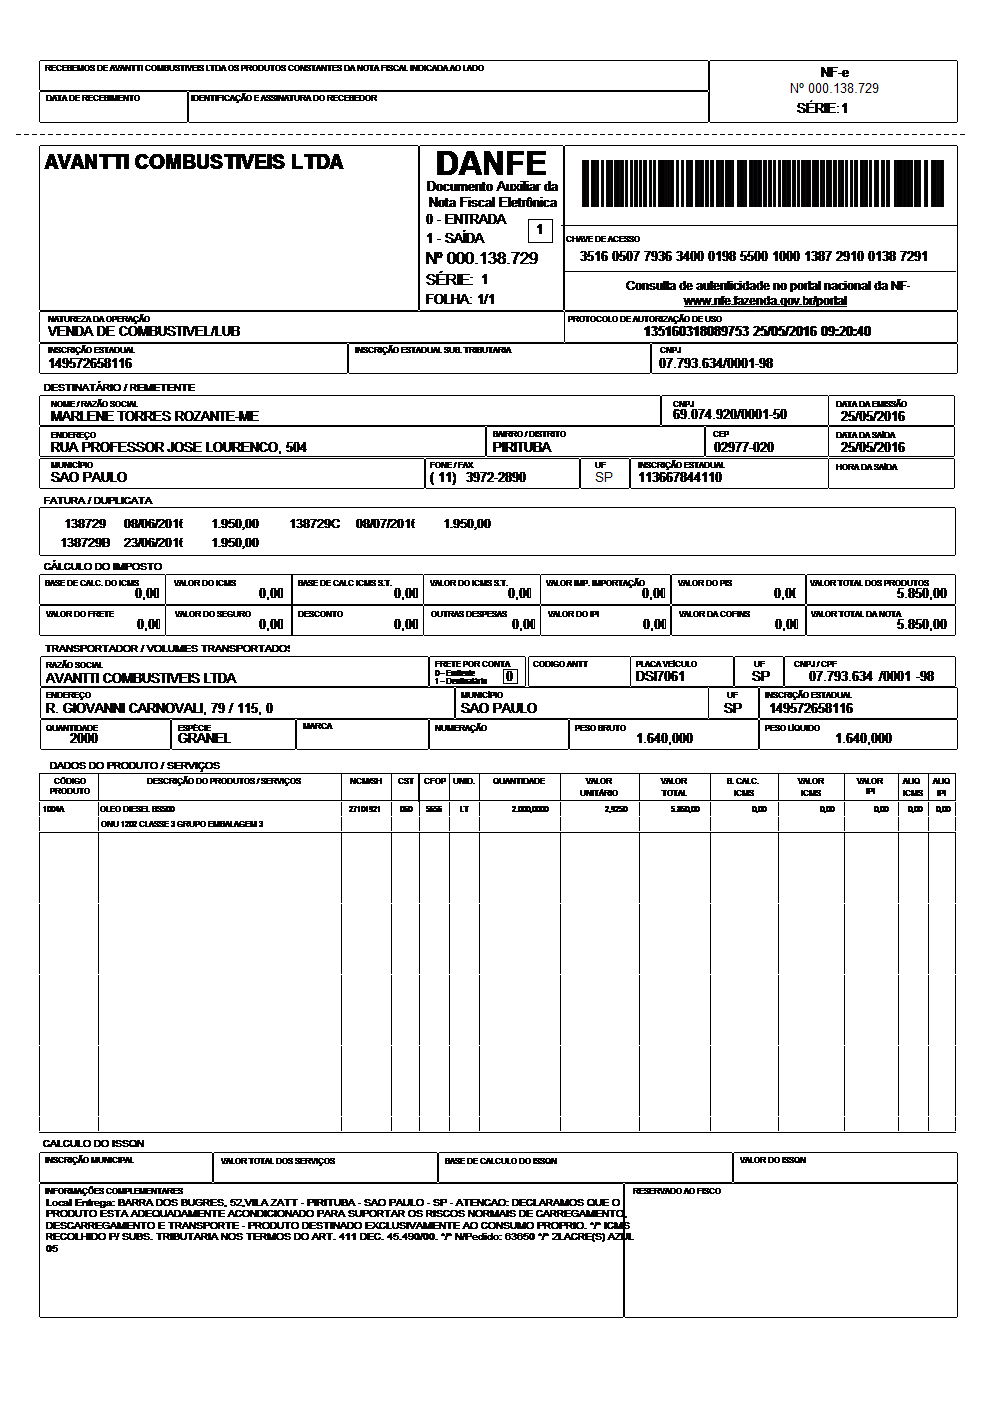 RECEBEMOS DE AVANTTI COMBUSTIVEIS LTDA OS PRODUTOS CONSTANTES DA NOTA FISCAL INDICADA AO LADO
DATA DE RECEBIMENTO IDENTIFICAÇÃO E ASSINATURA DO RECEBEDOR
NF-e
Nº 000.138.729
SÉRIE: 1
AVANTTI COMBUSTIVEIS LTDA
DANFE
Documento Auxiliar da
Nota Fiscal Eletrônica
0 - ENTRADA
1 - SAÍDA
1
Nº 000.138.729
SÉRIE: 1
FOLHA: 1/1
CHAVE DE ACESSO
3516 0507 7936 3400 0198 5500 1000 1387 2910 0138 7291
Consulta de autenticidade no portal nacional da NF-
www.nfe.fazenda.gov.br/portal
NATUREZA DA OPERAÇÃO PROTOCOLO DE AUTORIZAÇÃO DE USO
VENDA DE COMBUSTIVEL/LUB 135160318089753 25/05/2016 09:20:40
INSCRIÇÃO ESTADUAL INSCRIÇÃO ESTADUAL SUB. TRIBUTARIA CNPJ
149572658116 07.793.634/0001-98
DESTINATÁRIO / REMETENTE
NOME / RAZÃO SOCIAL CNPJ DATA DA EMISSÃO
MARLENE TORRES ROZANTE-ME 69.074.920/0001-50 25/05/2016
ENDEREÇO BAIRRO / DISTRITO CEP DATA DA SAÍDA
RUA PROFESSOR JOSE LOURENCO, 504 PIRITUBA 02977-020 25/05/2016
MUNICÍPIO FONE / FAX UF INSCRIÇÃO ESTADUAL HORA DA SAÍDA
SAO PAULO ( 11) 3972-2890 SP 113667844110
FATURA / DUPLICATA
138729 08/06/2016 1.950,00 138729C 08/07/2016 1.950,00
138729B 23/06/2016 1.950,00
CÁLCULO DO IMPOSTO
BASE DE CALC. DO ICMS VALOR DO ICMS BASE DE CALC ICMS S.T. VALOR DO ICMS S.T. VALOR IMP. IMPORTAÇÃO VALOR DO PIS VALOR TOTAL DOS PRODUTOS
0,00 0,00 0,00 0,00 0,00 0,00 5.850,00
VALOR DO FRETE VALOR DO SEGURO DESCONTO OUTRAS DESPESAS VALOR DO IPI VALOR DA COFINS VALOR TOTAL DA NOTA
0,00 0,00 0,00 0,00 0,00 0,00 5.850,00
TRANSPORTADOR / VOLUMES TRANSPORTADOS
RAZÃO SOCIAL FRETE POR CONTA CODIGO ANTT PLACA VEÍCULO UF CNPJ / CPF
0 – Emitente
1 – Destinatário
0
AVANTTI COMBUSTIVEIS LTDA DSI7061 SP 07.793.634 /0001 -98
ENDEREÇO MUNICÍPIO UF INSCRIÇÃO ESTADUAL
R. GIOVANNI CARNOVALI, 79 / 115, 0 SAO PAULO SP 149572658116
QUANTIDADE ESPÉCIE MARCA NUMERAÇÃO PESO BRUTO PESO LÍQUIDO
2000 GRANEL 1.640,000 1.640,000
DADOS DO PRODUTO / SERVIÇOS
CÓDIGO PRODUTO DESCRIÇÃO DO PRODUTOS / SERVIÇOS NCM/SH CST CFOP UNID. QUANTIDADE VALOR UNITÁRIO VALOR TOTAL B. CALC. ICMS VALOR ICMS VALOR IPI ALIQ ICMS ALIQ IPI
1004A OLEO DIESEL BS500 27101921 060 5656 LT 2.000,0000 2,9250 5.850,00 0,00 0,00 0,00 0,00 0,00
ONU 1202 CLASSE 3 GRUPO EMBALAGEM 3
CALCULO DO ISSQN
INSCRIÇÃO MUNICIPAL VALOR TOTAL DOS SERVIÇOS BASE DE CALCULO DO ISSQN VALOR DO ISSQN
INFORMAÇÕES COMPLEMENTARES RESERVADO AO FISCO
Local Entrega: BARRA DOS BUGRES, 52,VILA ZATT - PIRITUBA - SAO PAULO - SP - ATENCAO: DECLARAMOS QUE O
PRODUTO ESTA ADEQUADAMENTE ACONDICIONADO PARA SUPORTAR OS RISCOS NORMAIS DE CARREGAMENTO,
DESCARREGAMENTO E TRANSPORTE - PRODUTO DESTINADO EXCLUSIVAMENTE AO CONSUMO PROPRIO. */* ICMS
RECOLHIDO P/ SUBS. TRIBUTARIA NOS TERMOS DO ART. 411 DEC. 45.490/00. */* N/Pedido: 63650 */* 2LACRE(S) AZUL
05